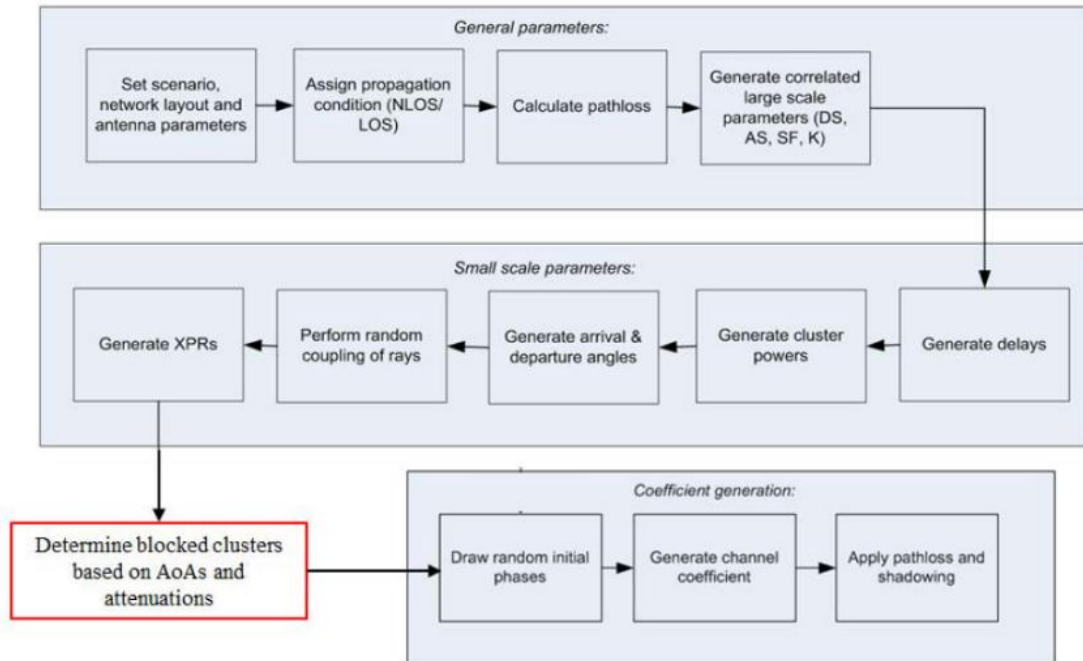 General parameters:
Set scenario,
network layout and
antenna parameters
Assign propagation
condition (NLOS/
LOS)
Calculate pathloss
Generate correlated
large scale
parameters (DS,
AS, SF, K)
Small scale parameters:
Generate XPRs
Perform random
coupling of rays
Generate arrival &
departure angles
Generate cluster
powers
Generate delays
Determine blocked clusters
based on AoAs and
attenuations
Coefficient generation:
Draw random initial
phases
Generate channel
coefficient
Apply pathloss and
shadowing